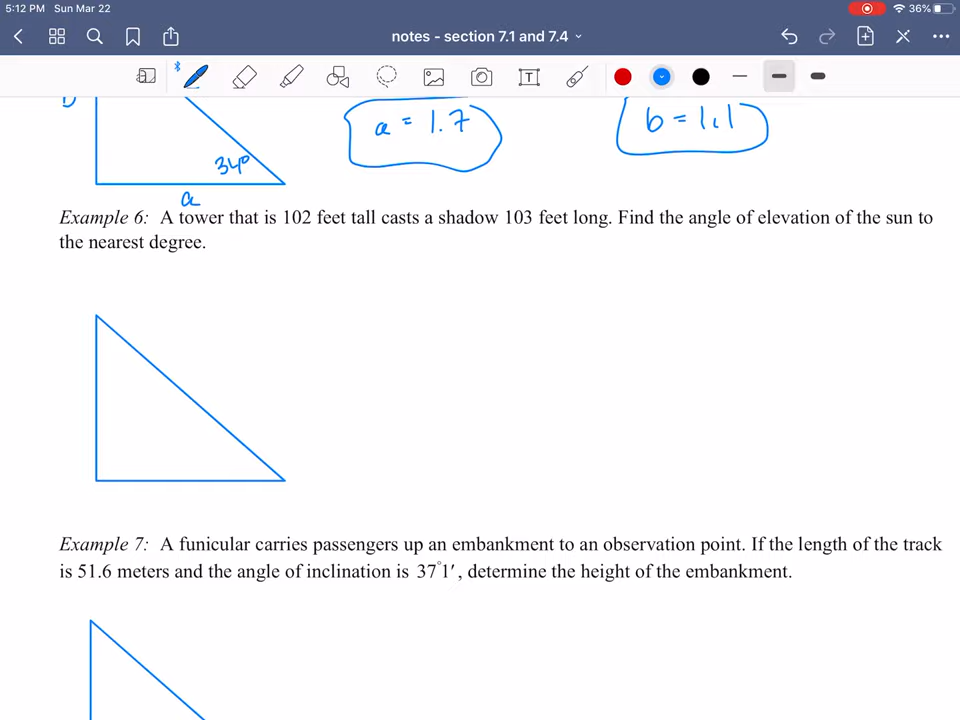 5:12 PM Sun Mar 22
36%
notes - section 7.1 and 7.4
T
a = 1.7
b = 1.1
34°
a
Example 6: A tower that is 102 feet tall casts a shadow 103 feet long. Find the angle of elevation of the sun to
the nearest degree.
Example 7: A funicular carries passengers up an embankment to an observation point. If the length of the track
is 51.6 meters and the angle of inclination is 37°1′, determine the height of the embankment.